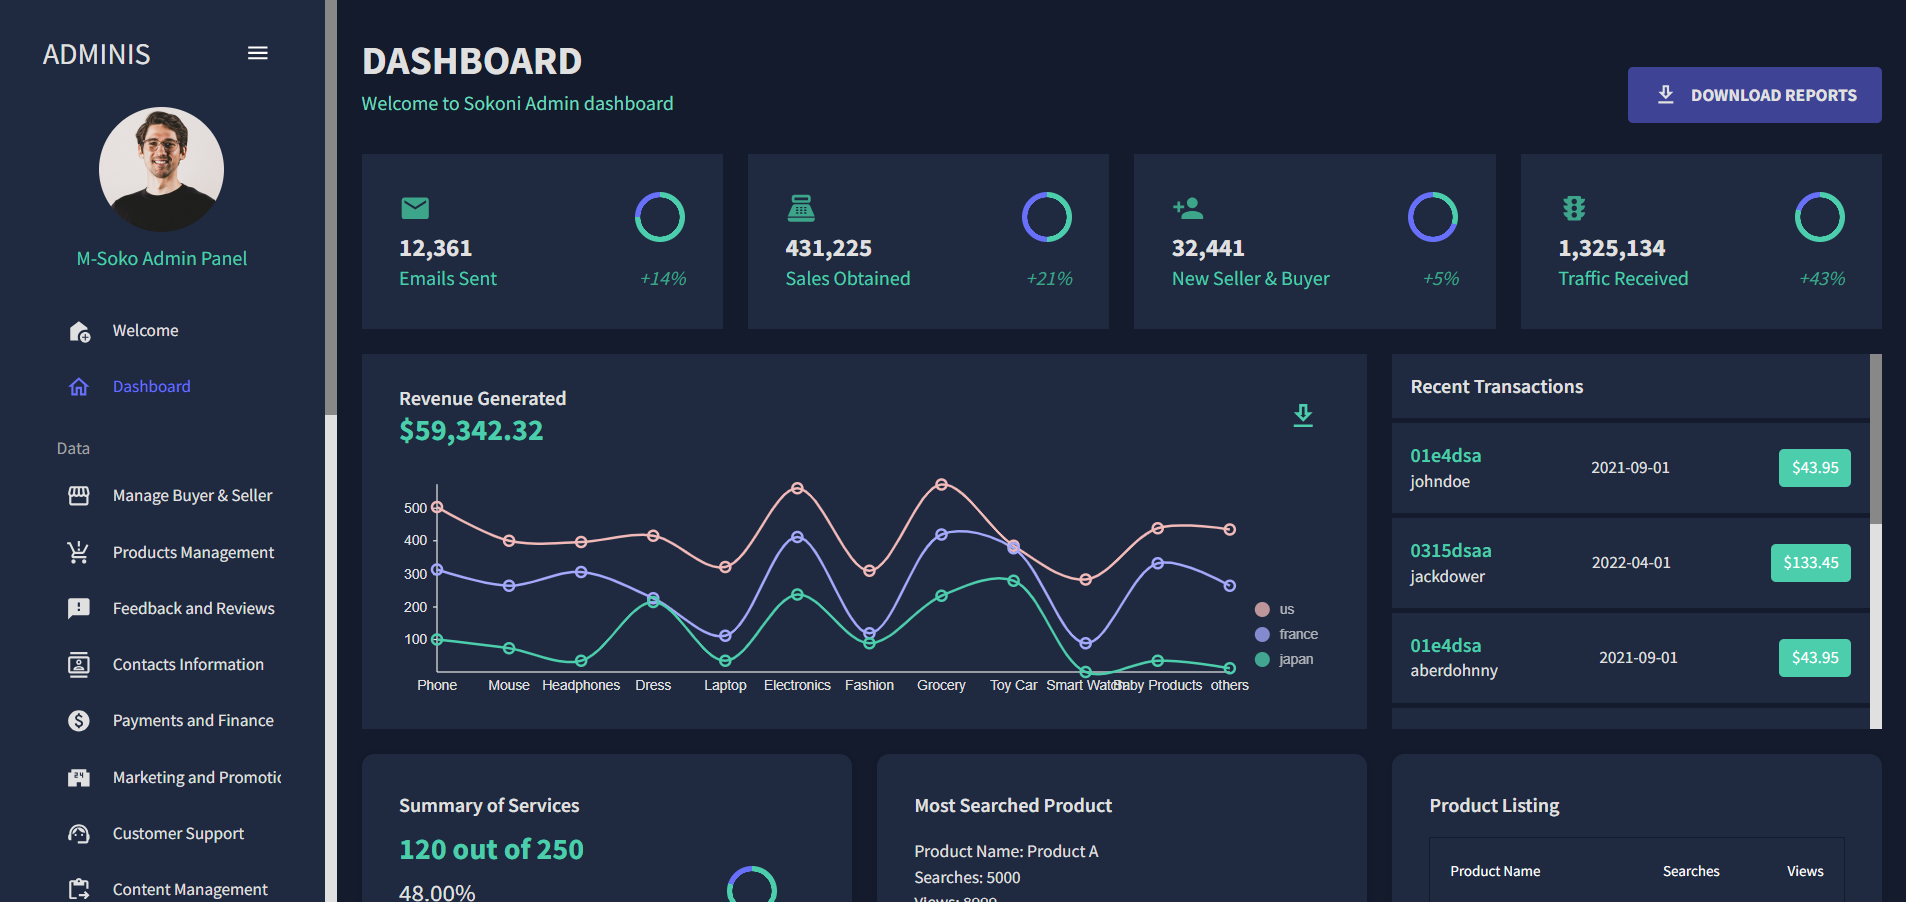 ADMINIS
M-Soko Admin Panel
Welcome
Dashboard
Data
Manage Buyer & Seller
Products Management
Feedback and Reviews
Contacts Information
Payments and Finance
Marketing and Promotic
Customer Support
Content Management
DASHBOARD
Welcome to Sokoni Admin dashboard
DOWNLOAD REPORTS
12,361
Emails Sent +14%
431,225
Sales Obtained +21%
32,441
New Seller & Buyer +5%
1,325,134
Traffic Received +43%
Revenue Generated
$59,342.32
500
400
300
200
100
Phone Mouse Headphones Dress Laptop Electronics Fashion Grocery Toy Car Smart Watch Baby Products others
us
france
japan
Recent Transactions
01e4dsa
johndoe
2021-09-01
$43.95
0315dsaa
jackdower
2022-04-01
$133.45
01e4dsa
aberdohnny
2021-09-01
$43.95
Summary of Services
120 out of 250
48.00%
Most Searched Product
Product Name: Product A
Searches: 5000
Views: 8000
Product Listing
Product Name Searches Views